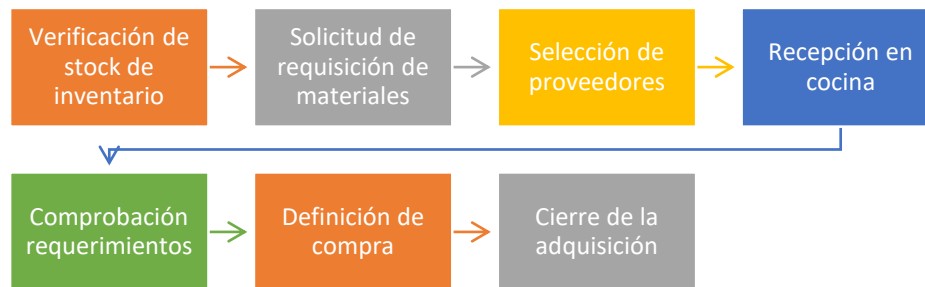 Verificación de
stock de
inventario
Solicitud de
requisición de
materiales
Selección de
proveedores
Recepción en
cocina
Comprobación
requerimientos
Definición de
compra
Cierre de la
adquisición